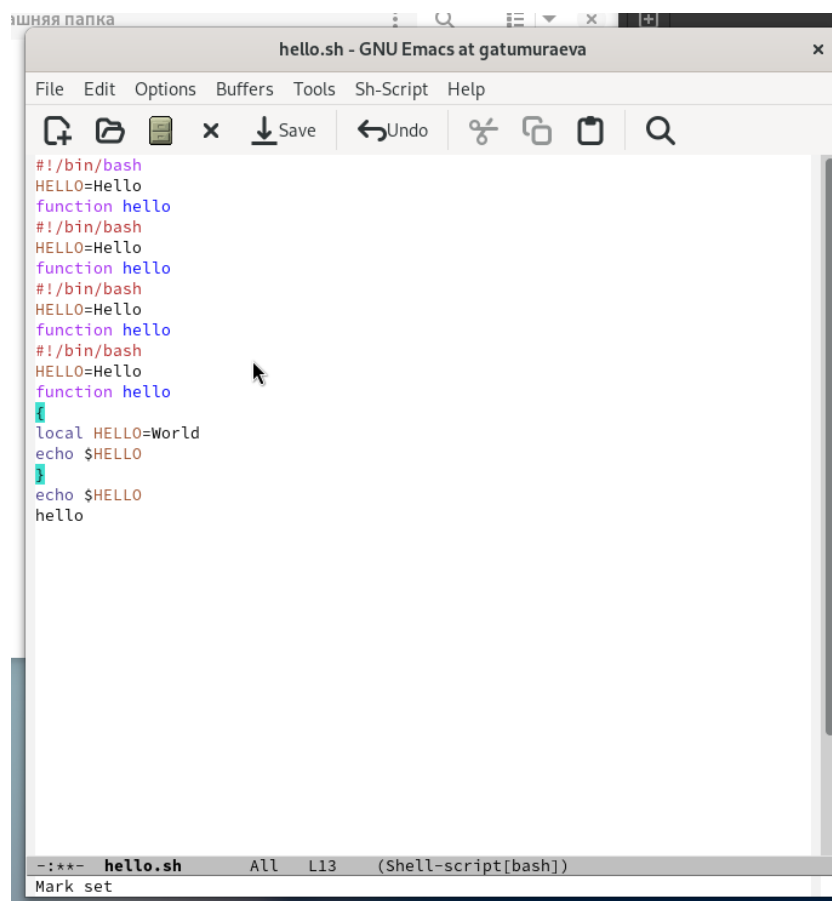 ашняя папка
hello.sh - GNU Emacs at gatumuraeva
File Edit Options Buffers Tools Sh-Script Help
Save Undo
#!/bin/bash
HELLO=Hello
function hello
#!/bin/bash
HELLO=Hello
function hello
#!/bin/bash
HELLO=Hello
function hello
#!/bin/bash
HELLO=Hello
function hello
{
local HELLO=World
echo $HELLO
}
echo $HELLO
hello
-:**- hello.sh All L13 (Shell-script[bash])
Mark set